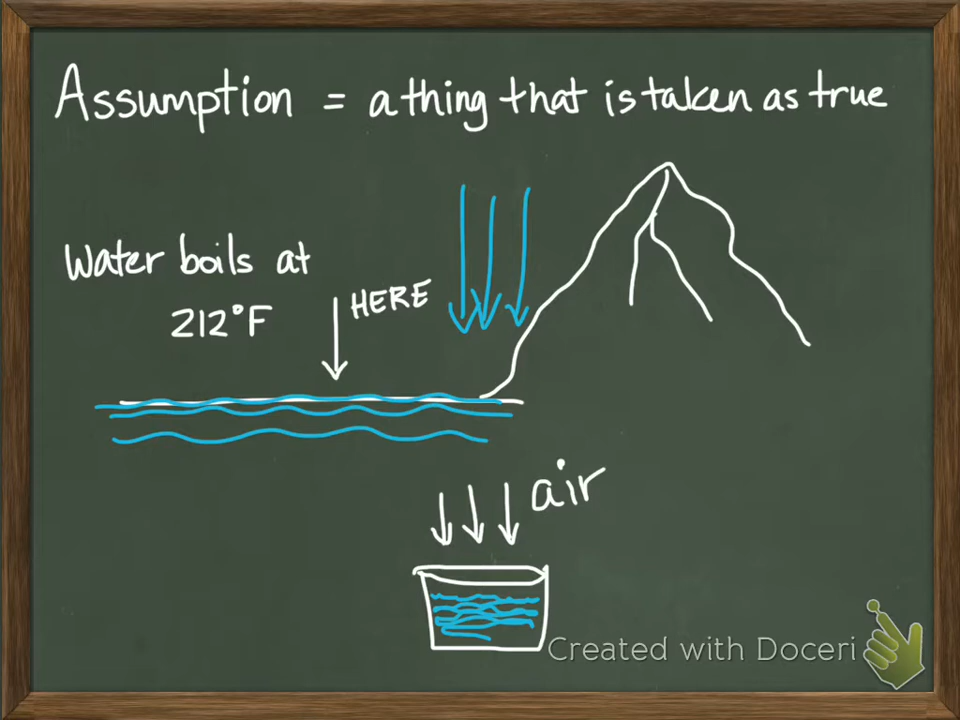 Assumption = a thing that is taken as true
Water boils at
212°F
HERE
air
Created with Doceri